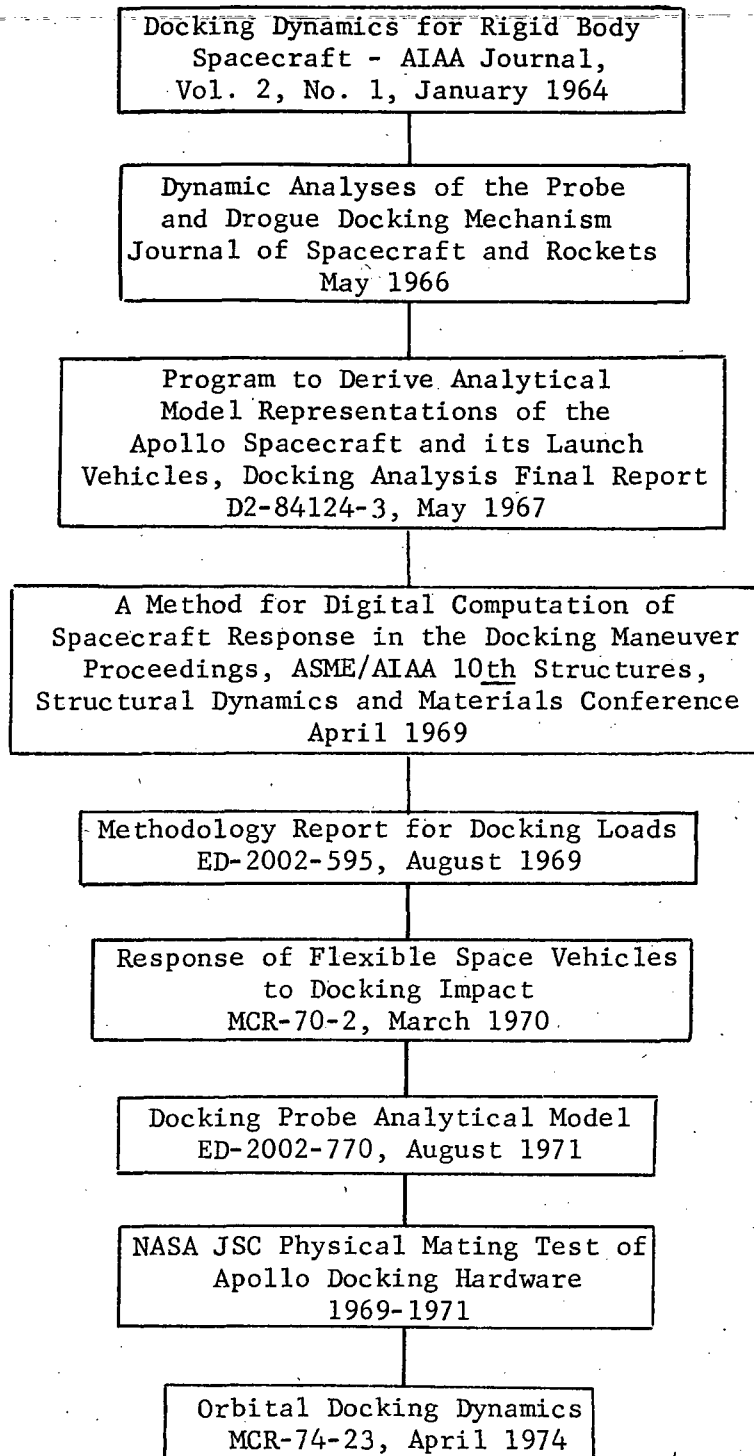 Docking Dynamics for Rigid Body
Spacecraft - AIAA Journal,
Vol. 2, No. 1, January 1964
Dynamic Analyses of the Probe
and Drogue Docking Mechanism
Journal of Spacecraft and Rockets
May 1966
Program to Derive Analytical
Model Representations of the
Apollo Spacecraft and its Launch
Vehicles, Docking Analysis Final Report
D2-84124-3, May 1967
A Method for Digital Computation of
Spacecraft Response in the Docking Maneuver
Proceedings, ASME/AIAA 10th Structures,
Structural Dynamics and Materials Conference
April 1969
Methodology Report for Docking Loads
ED-2002-595, August 1969
Response of Flexible Space Vehicles
to Docking Impact
MCR-70-2, March 1970
Docking Probe Analytical Model
ED-2002-770, August 1971
NASA JSC Physical Mating Test of
Apollo Docking Hardware
1969-1971
Orbital Docking Dynamics
MCR-74-23, April 1974